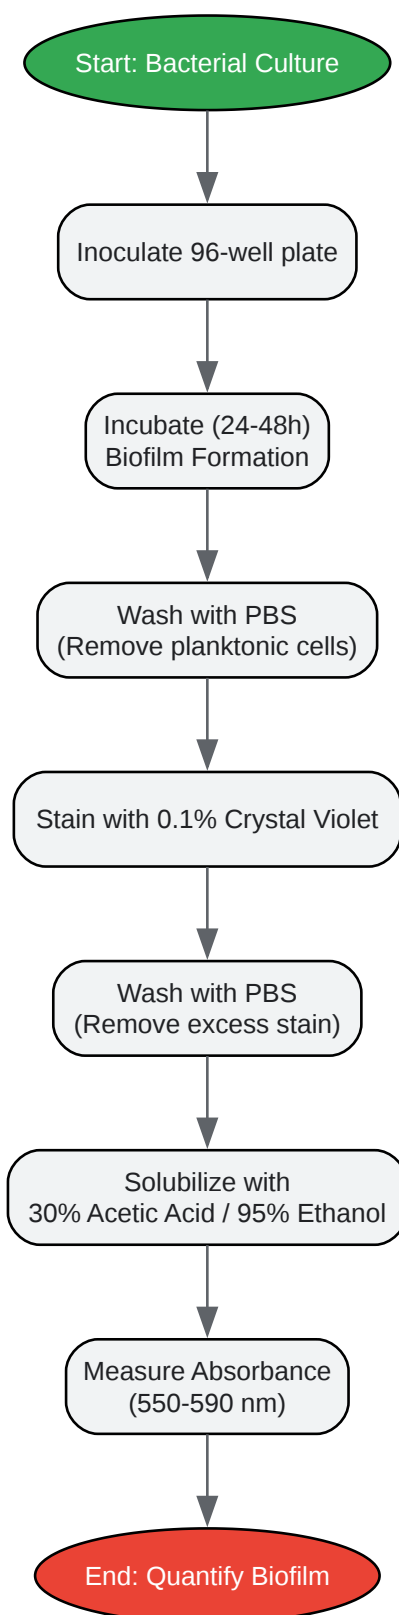 Start: Bacterial Culture
Inoculate 96-well plate
Incubate (24-48h)
Biofilm Formation
Wash with PBS
(Remove planktonic cells)
Stain with 0.1% Crystal Violet
Wash with PBS
(Remove excess stain)
Solubilize with
30% Acetic Acid / 95% Ethanol
Measure Absorbance
(550-590 nm)
End: Quantify Biofilm